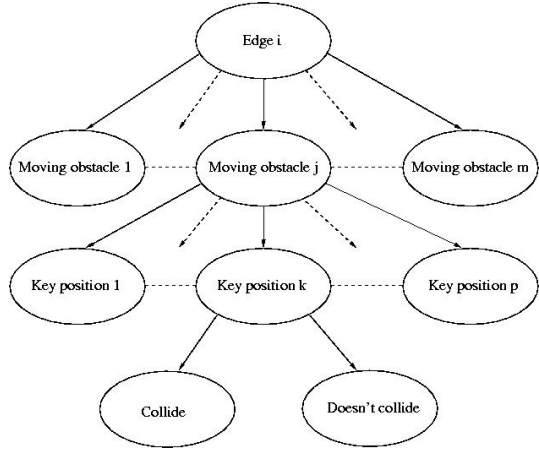 Edge i
Moving obstacle 1
Moving obstacle j
Moving obstacle m
Key position 1
Key position k
Key position p
Collide
Doesn't collide